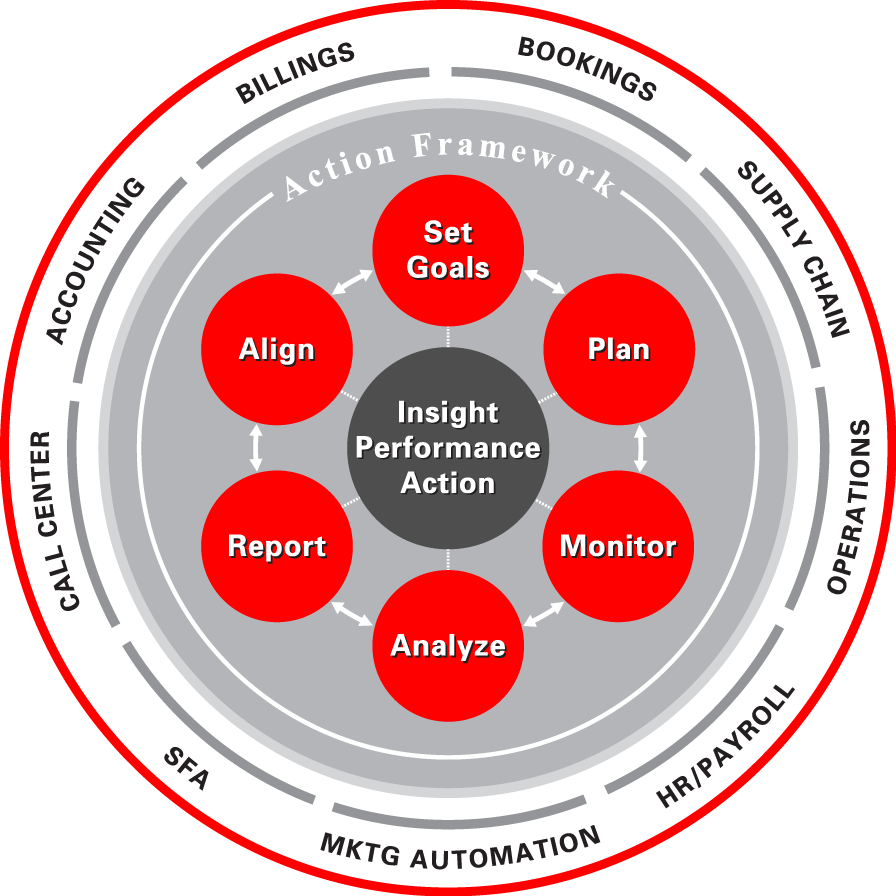 BILLINGS
BOOKINGS
SUPPLY CHAIN
OPERATIONS
HR/PAYROLL
MKTG AUTOMATION
SFA
CALL CENTER
ACCOUNTING
Action Framework
Set
Goals
Plan
Monitor
Analyze
Report
Align
Insight
Performance
Action